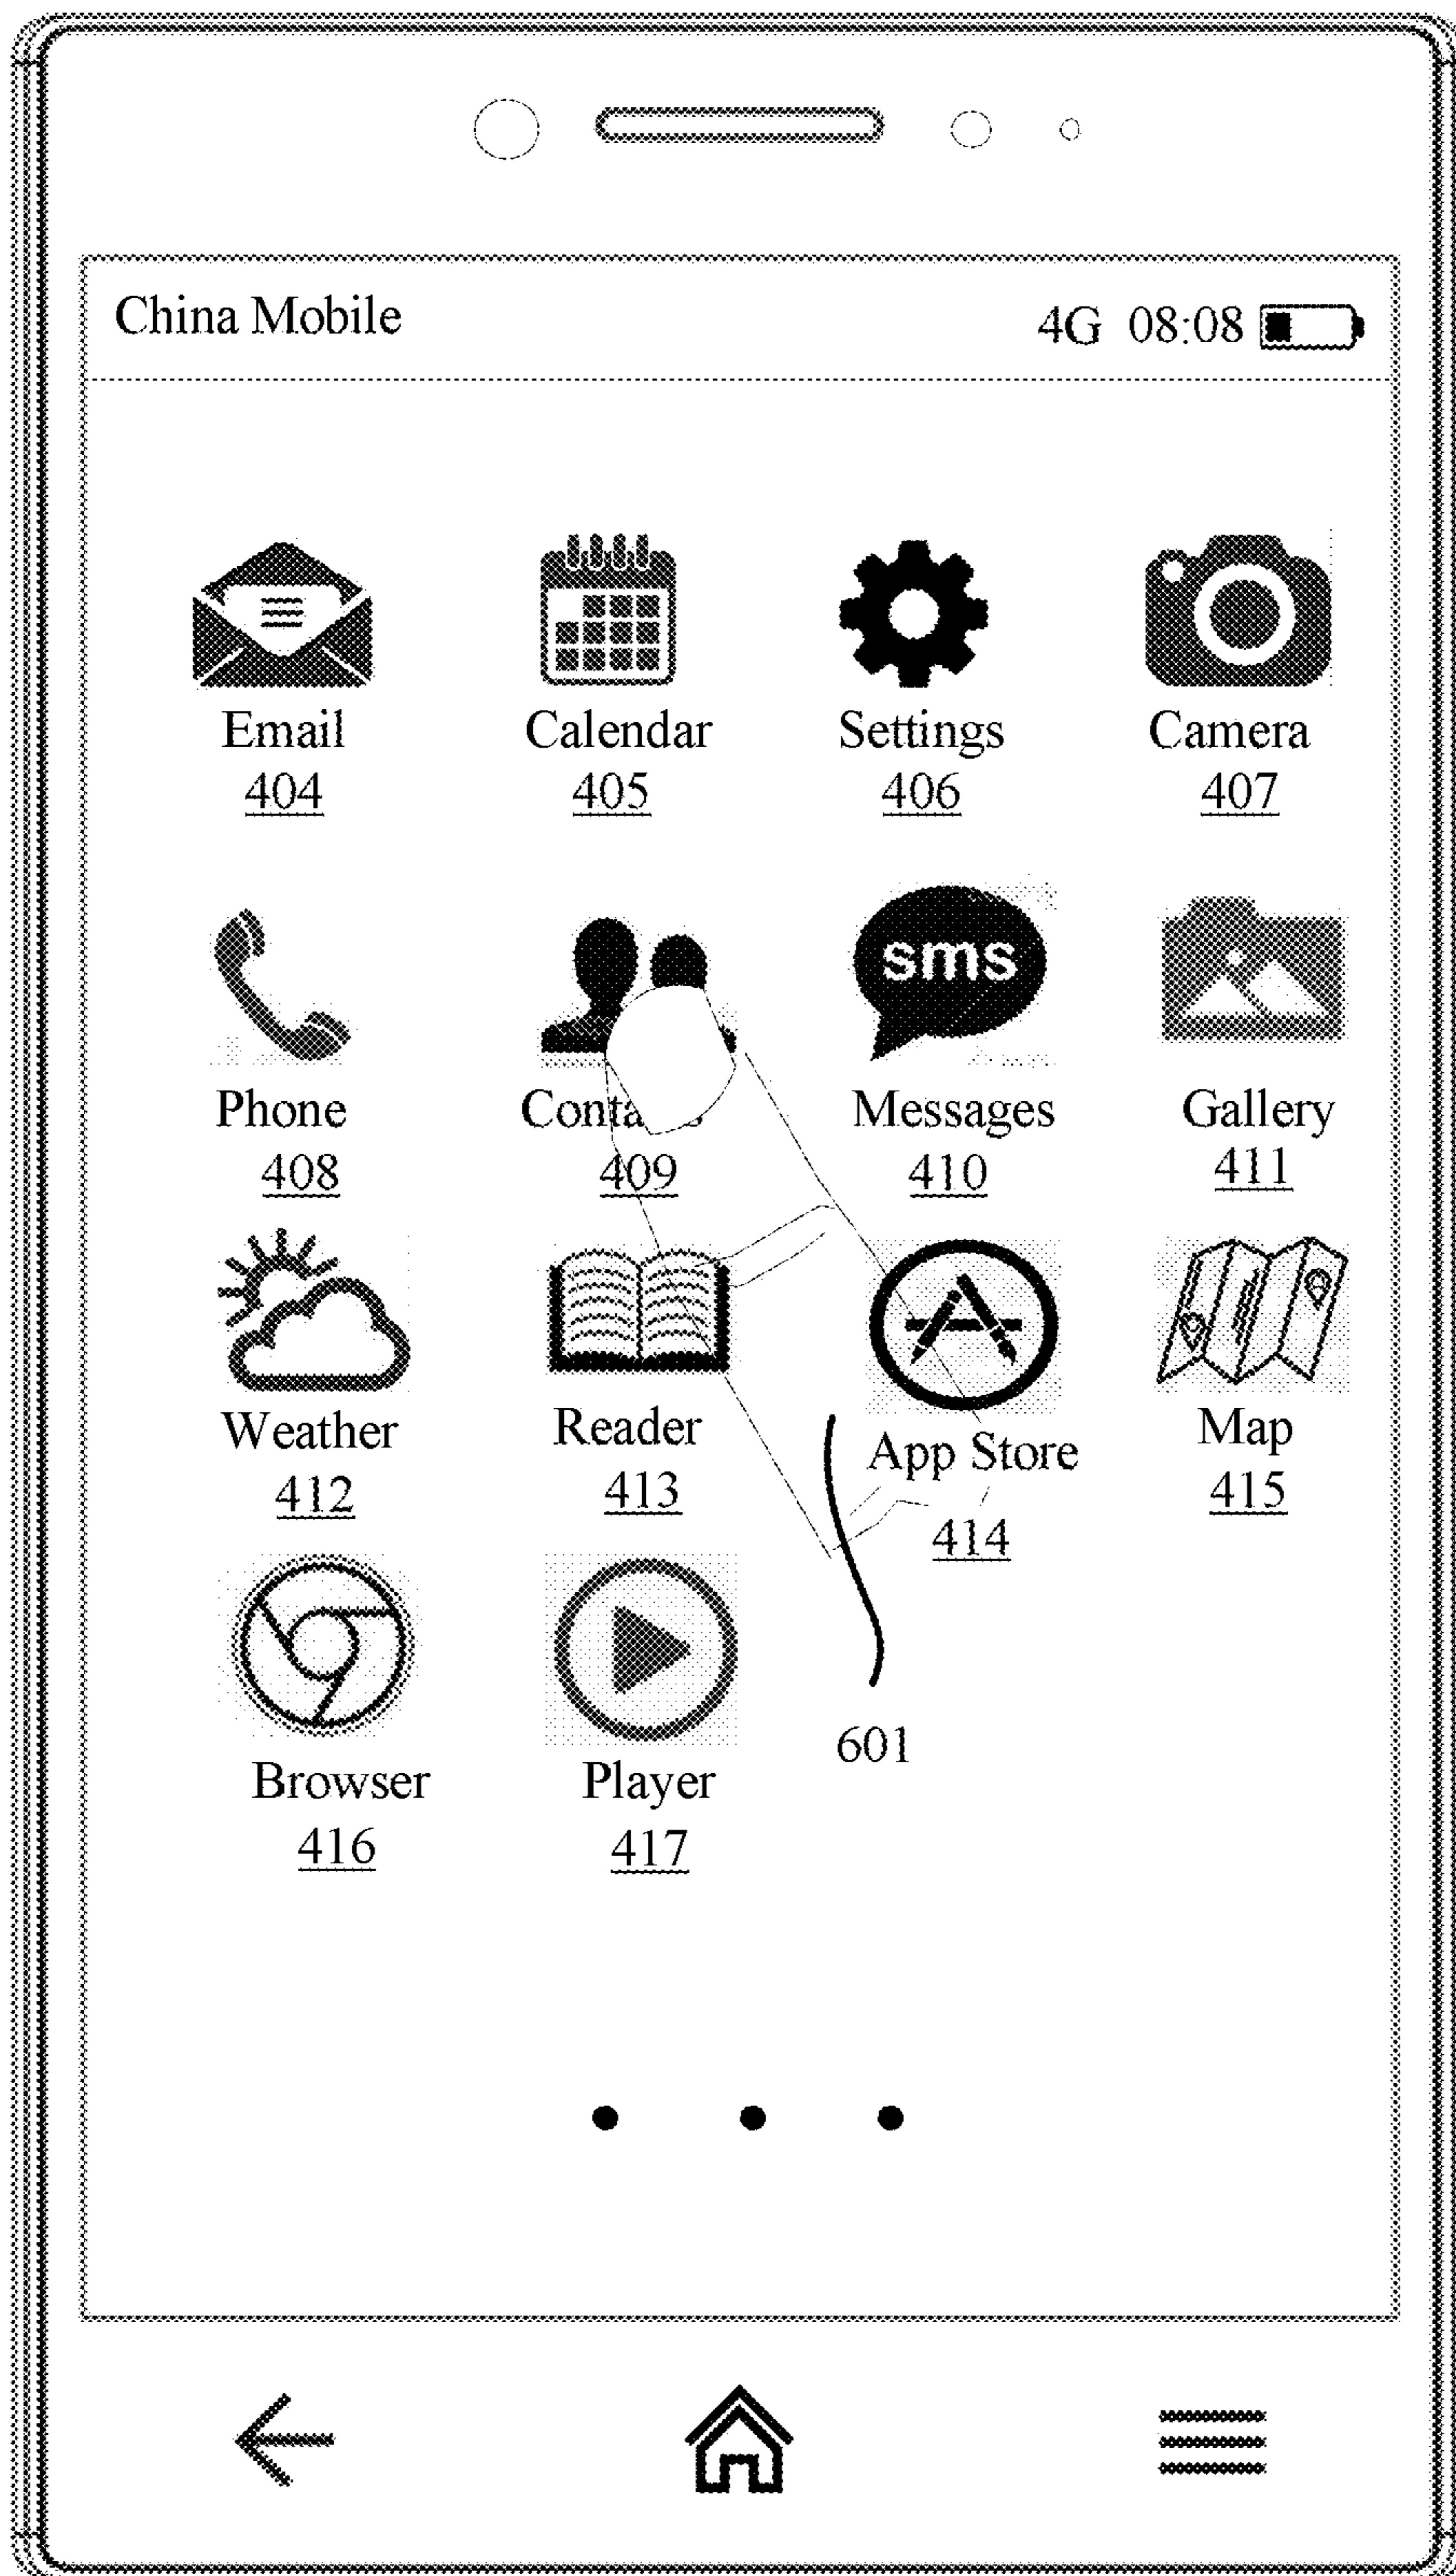 China Mobile 4G 08:08
Email Calendar Settings Camera
404 405 406 407
sms
Phone Messages Gallery
408 409 410 411
Weather Reader App Store Map
412 413 414 415
601
Browser Player
416 417